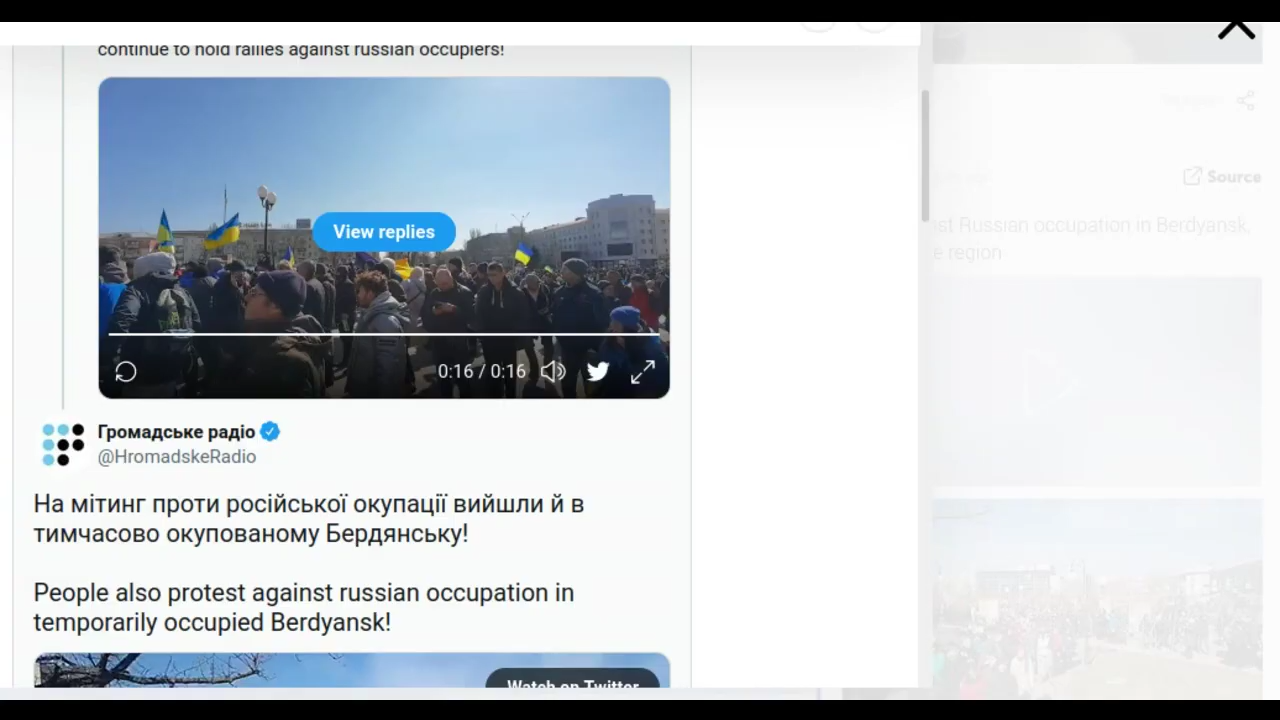 continue to hold rallies against russian occupiers!
View replies
0:16 / 0:16
Громадське радіо
@HromadskeRadio
На мітинг проти російської окупації вийшли й в
тимчасово окупованому Бердянську!
People also protest against russian occupation in
temporarily occupied Berdyansk!
Watch on Twitter
Source
st Russian occupation in Berdyansk,
e region